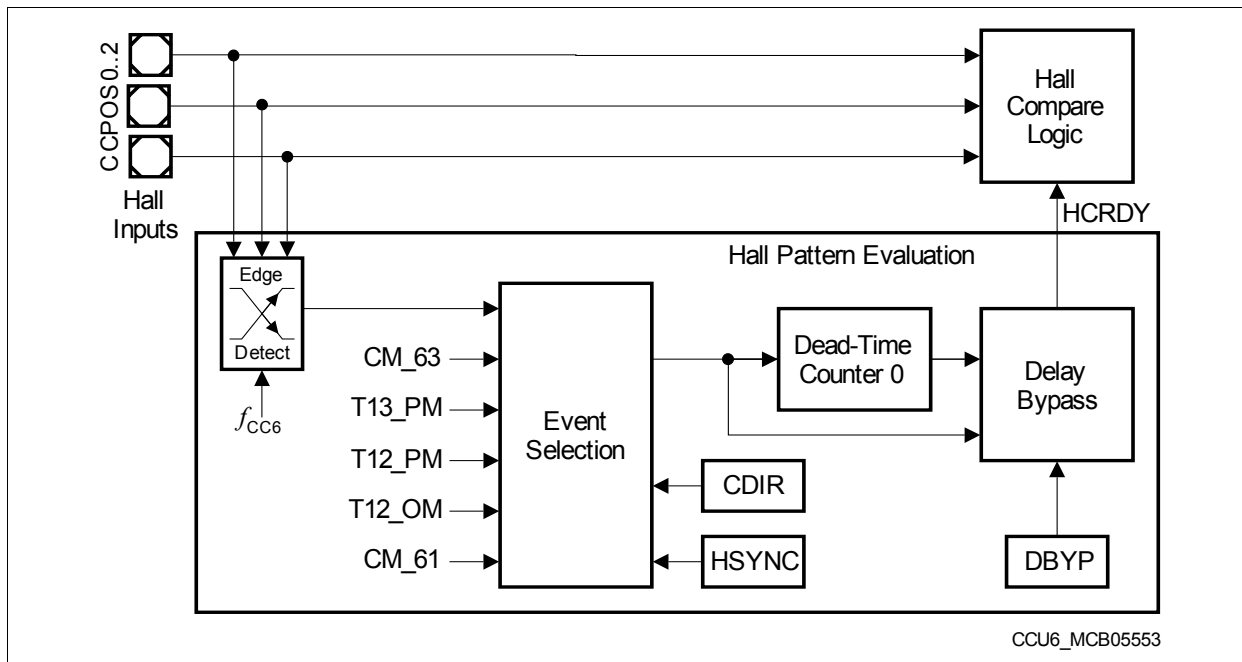 CCPOS0..2
Hall
Inputs
Hall
Compare
Logic
HCRDY
Hall Pattern Evaluation
Edge
Detect
fCC6
CM_63
T13_PM
T12_PM
T12_OM
CM_61
Event
Selection
Dead-Time
Counter 0
Delay
Bypass
CDIR
HSYNC
DBYP
CCU6_MCB05553